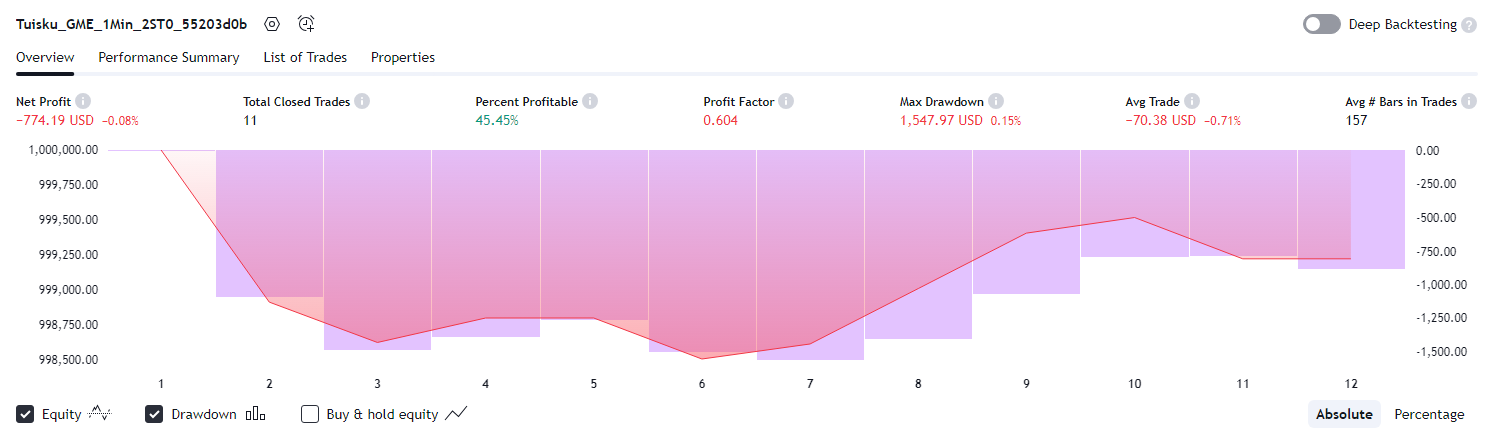 Tuisku_GME_1Min_2ST0_55203d0b
Deep Backtesting
Overview Performance Summary List of Trades Properties
Net Profit Total Closed Trades Percent Profitable Profit Factor Max Drawdown Avg Trade Avg # Bars in Trades
−774.19 USD −0.08% 11 45.45% 0.604 1,547.97 USD 0.15% −70.38 USD −0.71% 157
1,000,000.00 0.00
999,750.00 -250.00
999,500.00 -500.00
999,250.00 -750.00
999,000.00 -1,000.00
998,750.00 -1,250.00
998,500.00 -1,500.00
1 2 3 4 5 6 7 8 9 10 11 12
Equity Drawdown Buy & hold equity Absolute Percentage